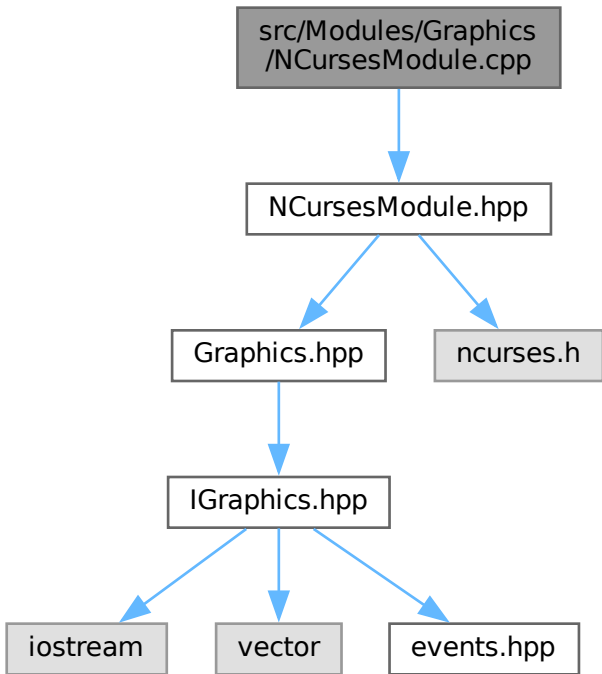 src/Modules/Graphics
/NCursesModule.cpp
NCursesModule.hpp
Graphics.hpp
ncurses.h
IGraphics.hpp
iostream
vector
events.hpp